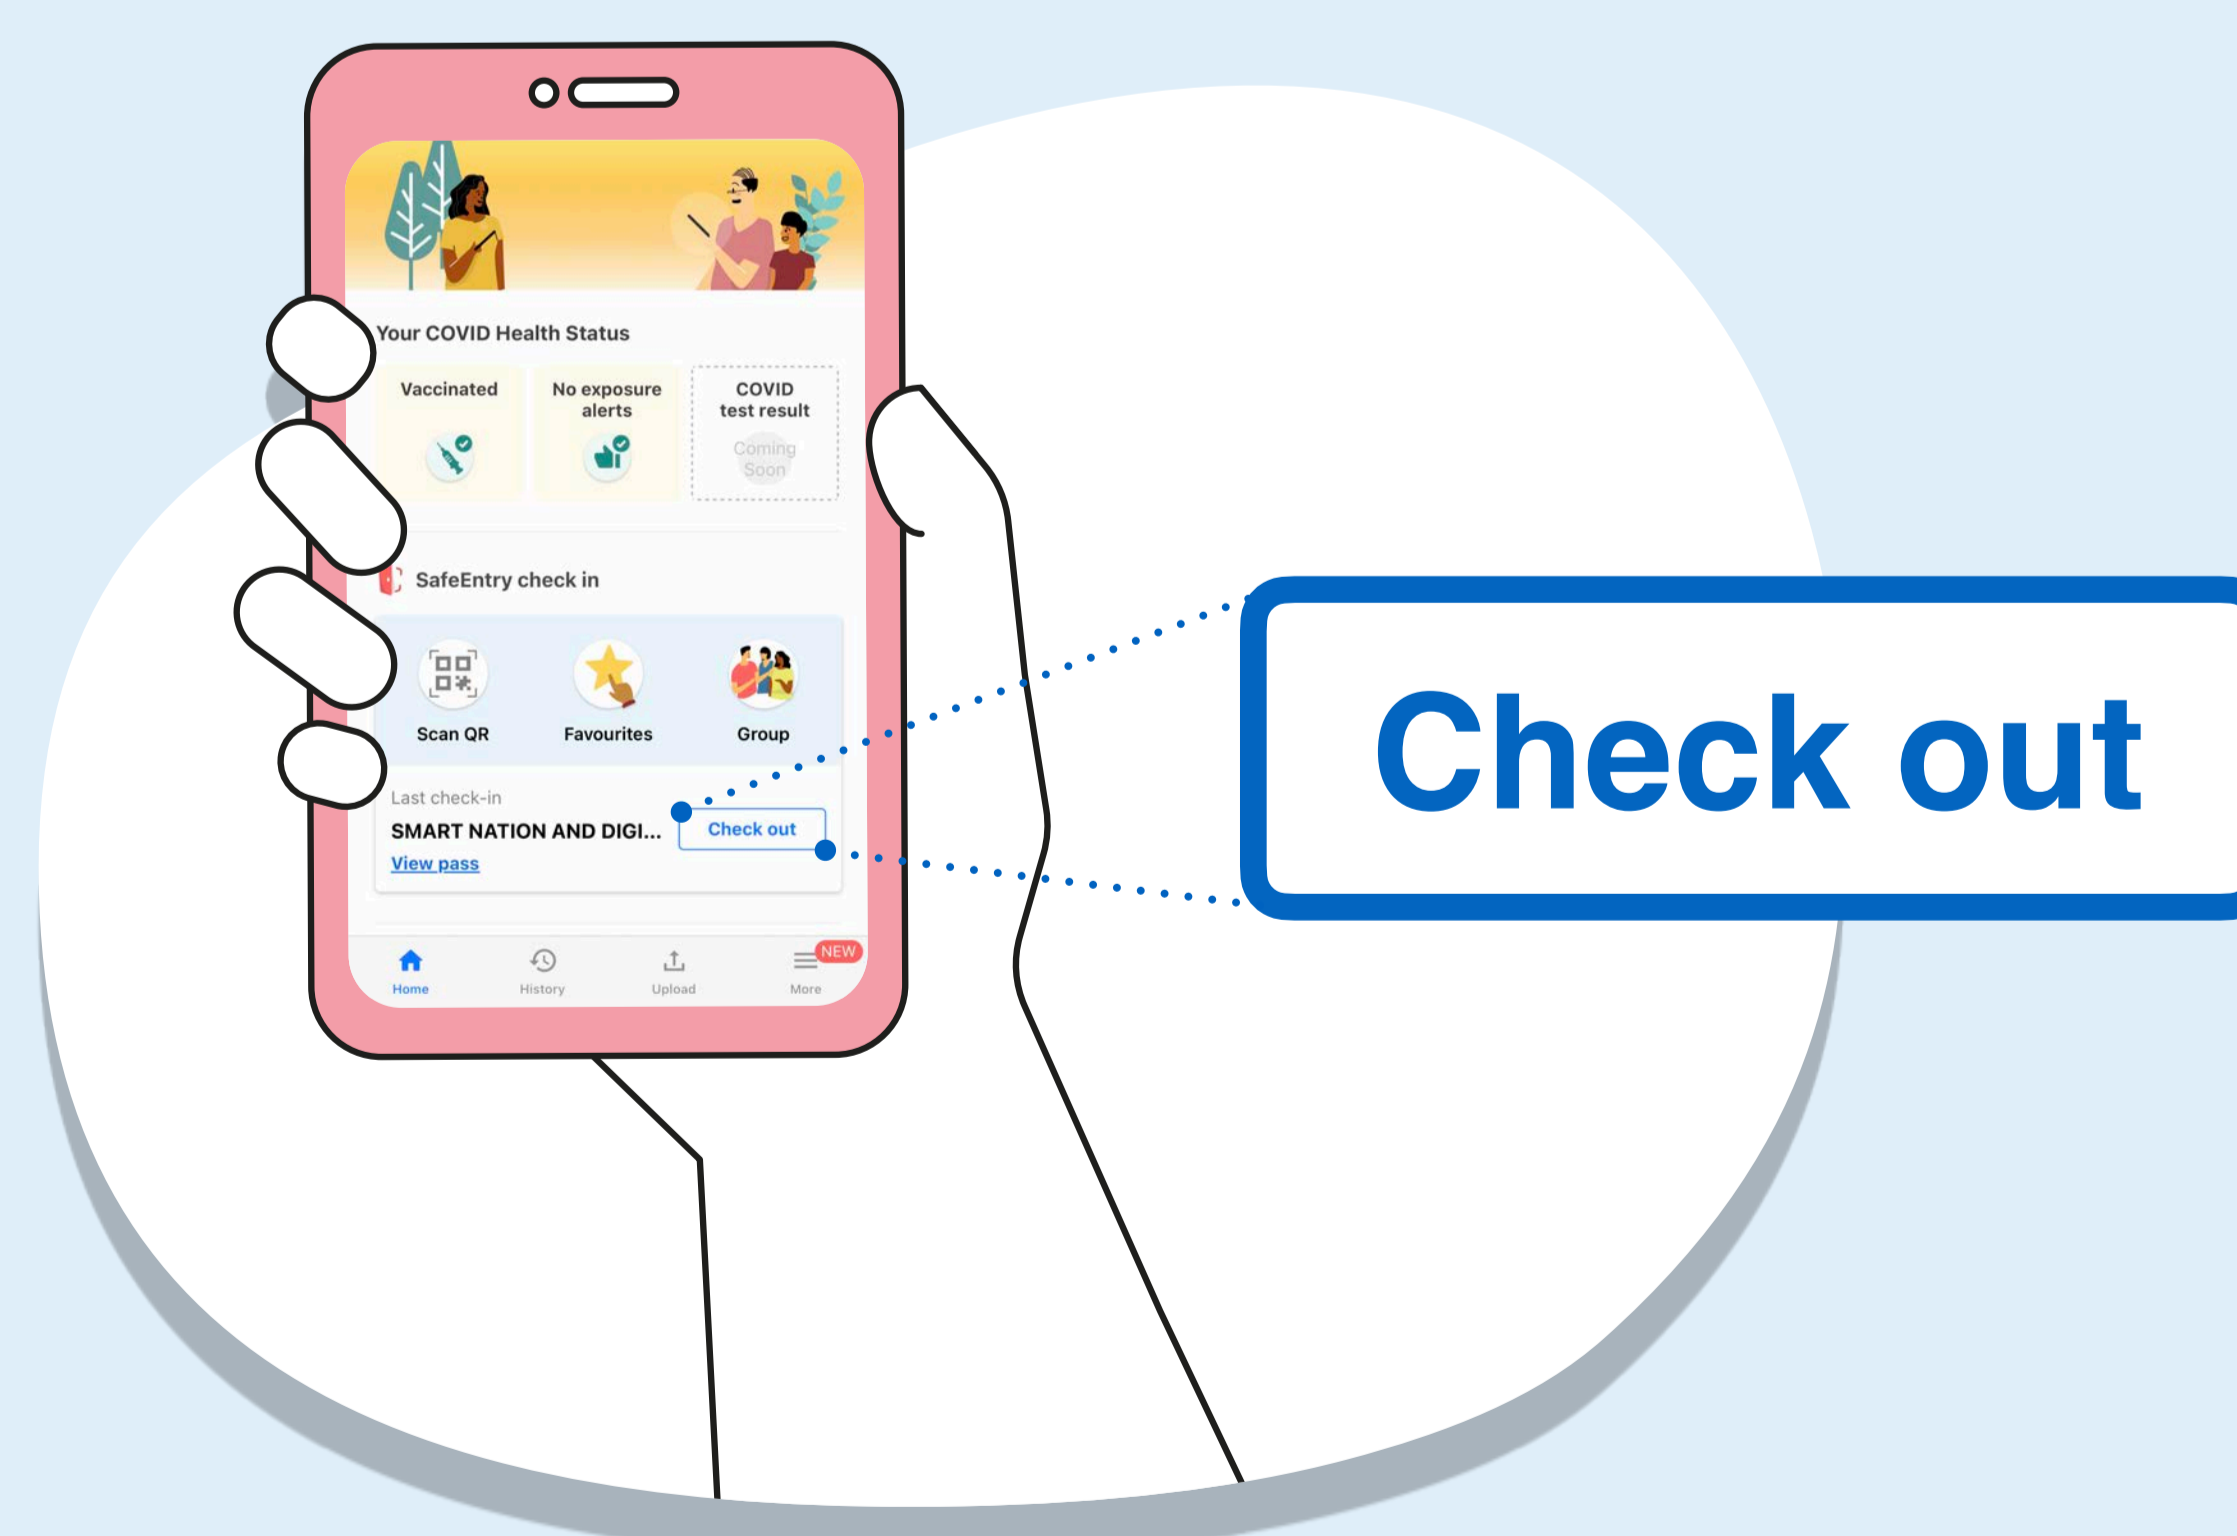 Your COVID Health Status
Vaccinated
No exposure
alerts
COVID
test result
Coming
Soon
SafeEntry check in
Scan QR
Favourites
Group
Last check-in
SMART NATION AND DIGI...
Check out
View pass
Home
History
Upload
More
NEW
Check out